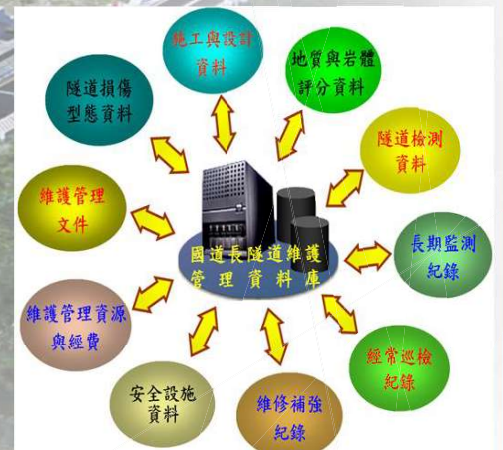 施工與設計
資料
地質與岩體
評分資料
隧道檢測
資料
長期監測
紀錄
經常巡檢
紀錄
維修補強
紀錄
安全設施
資料
維護管理資源
與經費
維護管理
文件
隧道損傷
型態資料
國道長隧道維護
管理資料庫